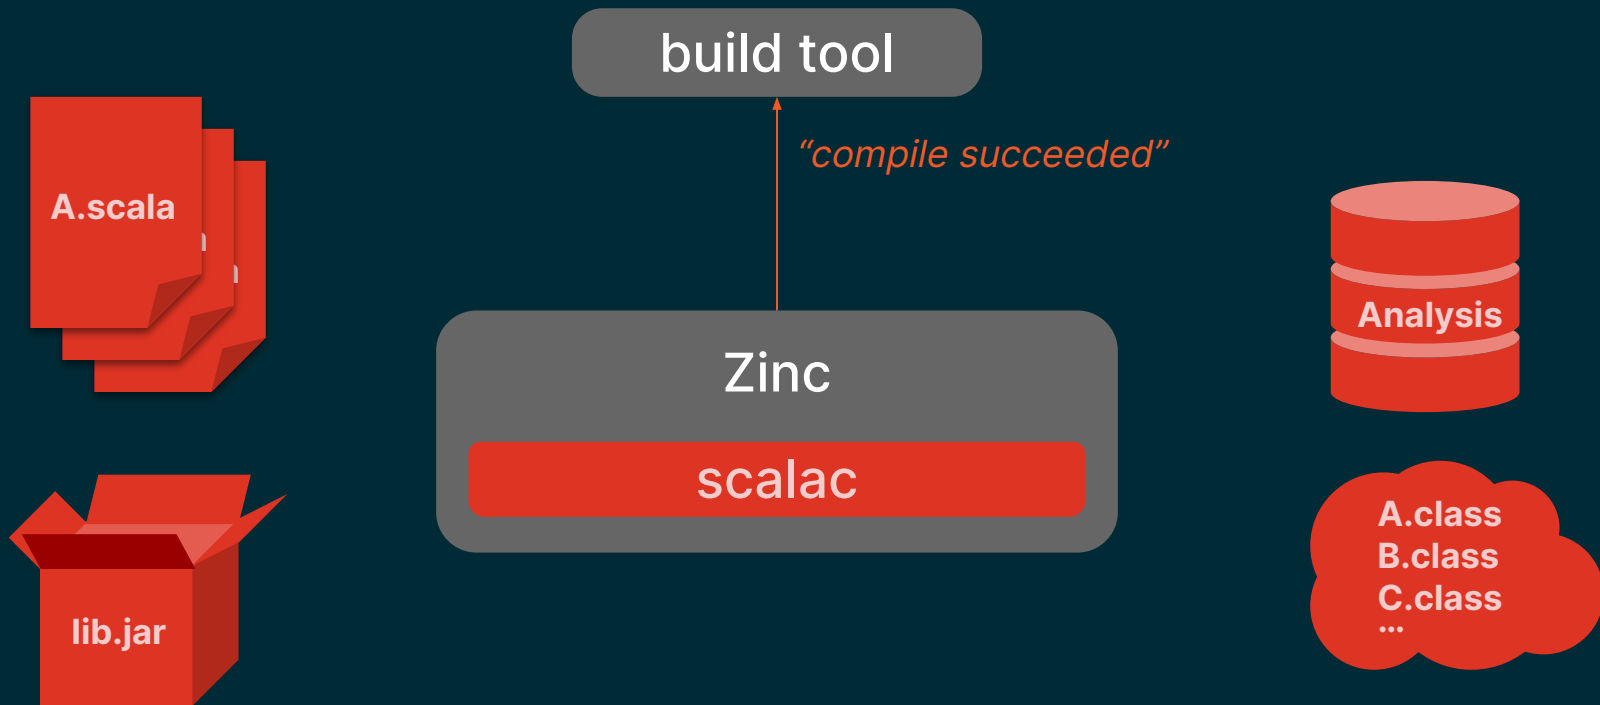 build tool
“compile succeeded”
A.scala
Analysis
Zinc
scalac
A.class
B.class
C.class
...
lib.jar